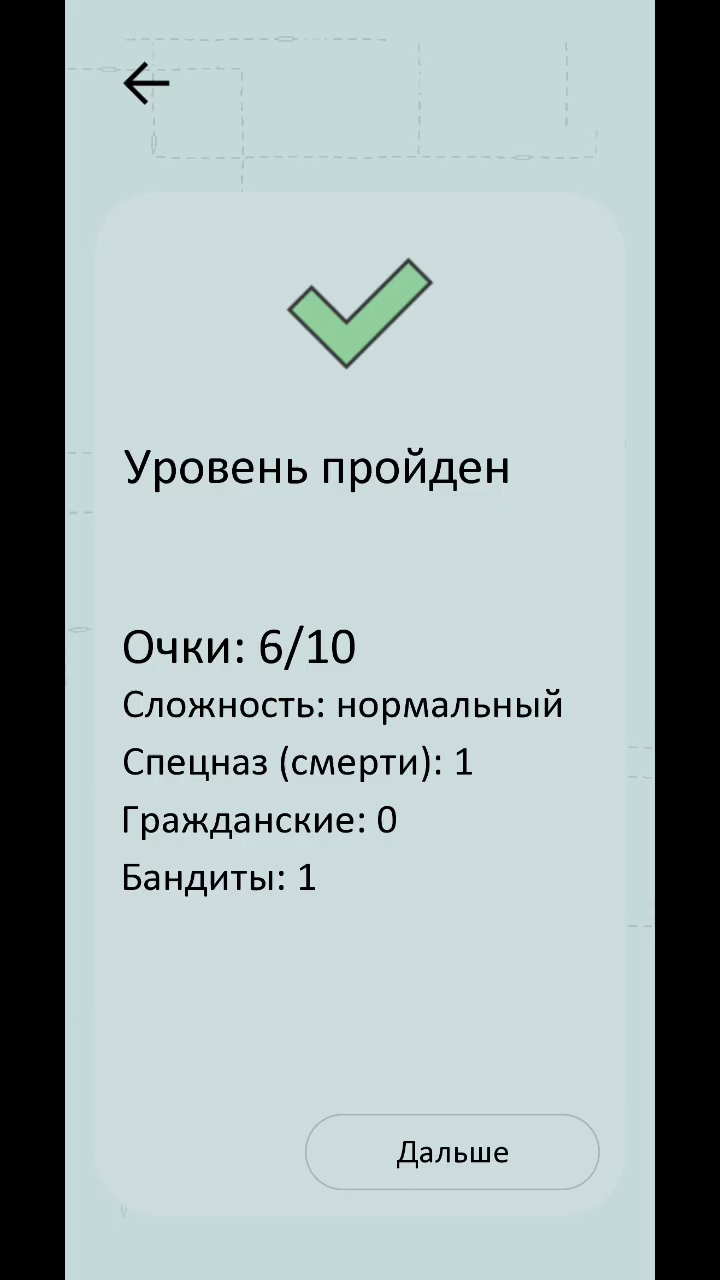 Уровень пройден
Очки: 6/10
Сложность: нормальный
Спецназ (смерти): 1
Гражданские: 0
Бандиты: 1
Дальше